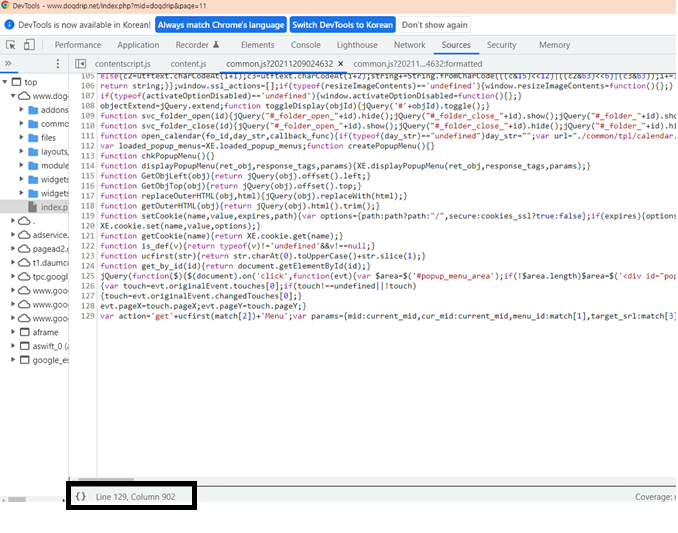 DevTools - www.dogdrip.net/index.php?mid=dogdrip&page=11
DevTools is now available in Korean!
Always match Chrome's language
Switch DevTools to Korean
Don't show again
Elements
Console
Lighthouse
Network
Sources
Application
Recorder
Security
Memory
contentscript.js
content.js
common.js?20211209024632
common.js?2021...4632:formatted
top
www.dog
addons
commo
files
layouts,
module
widgets
widgets
index.p
.
adservice.
pagead2.g
t1.daumcd
tpc.goog
www.goo
www.goo
www.goo
aframe
aswift_0 (a
google_es
105 else{c2=utftext.charCodeAt(i+1);c3=utftext.charCodeAt(i+2);string+=String.fromCharCode(((c&15)<<12)|((c2&63)<<6)|(c3&63));i+=
106 return string;}};window.ssl_actions=[];if(typeof(resizeImageContents)=='undefined'){window.resizeImageContents=function(){};}
107 if(typeof(activateOptionDisabled)=='undefined'){window.activateOptionDisabled=function(){};}
108 objectExtend=jQuery.extend;function toggleDisplay(objId){jQuery('#'+objId).toggle();}
109 function svc_folder_open(id){jQuery("#_folder_open_"+id).hide();jQuery("#_folder_close_"+id).show();jQuery("#_folder_"+id).sho
110 function svc_folder_close(id){jQuery("#_folder_open_"+id).show();jQuery("#_folder_close_"+id).hide();jQuery("#_folder_"+id).hi
111 function open_calendar(fo_id,day_str,callback_func){if(typeof(day_str)=="undefined")day_str="";var url="./common/tpl/calendar.
112 var loaded_popup_menus=XE.loaded_popup_menus;function createPopupMenu(){}
113 function chkPopupMenu(){}
114 function displayPopupMenu(ret_obj,response_tags,params){XE.displayPopupMenu(ret_obj,response_tags,params);}
115 function GetObjLeft(obj){return jQuery(obj).offset().left;}
116 function GetObjTop(obj){return jQuery(obj).offset().top;}
117 function replaceOuterHTML(obj,html){jQuery(obj).replaceWith(html);}
118 function getOuterHTML(obj){return jQuery(obj).html().trim();}
119 function setCookie(name,value,expires,path){var options={path:path?path:"/",secure:cookies_ssl?true:false};if(expires){options
120 XE.cookie.set(name,value,options);}
121 function getCookie(name){return XE.cookie.get(name);}
122 function is_def(v){return typeof(v)!='undefined'&&v!==null;}
123 function ucfirst(str){return str.charAt(0).toUpperCase()+str.slice(1);}
124 function get_by_id(id){return document.getElementById(id);}
125 jQuery(function($){$(document).on('click',function(evt){var $area=$('#popup_menu_area');if(!$area.length)$area=$('<div id="pop
126 {var touch=evt.originalEvent.touches[0];if(touch!==undefined||!touch)
127 {touch=evt.originalEvent.changedTouches[0];}
128 evt.pageX=touch.pageX;evt.pageY=touch.pageY;}
129 var action='get'+ucfirst(match[2])+'Menu';var params={mid:current_mid,cur_mid:current_mid,menu_id:match[1],target_srl:match[3]
{} Line 129, Column 902
Coverage: